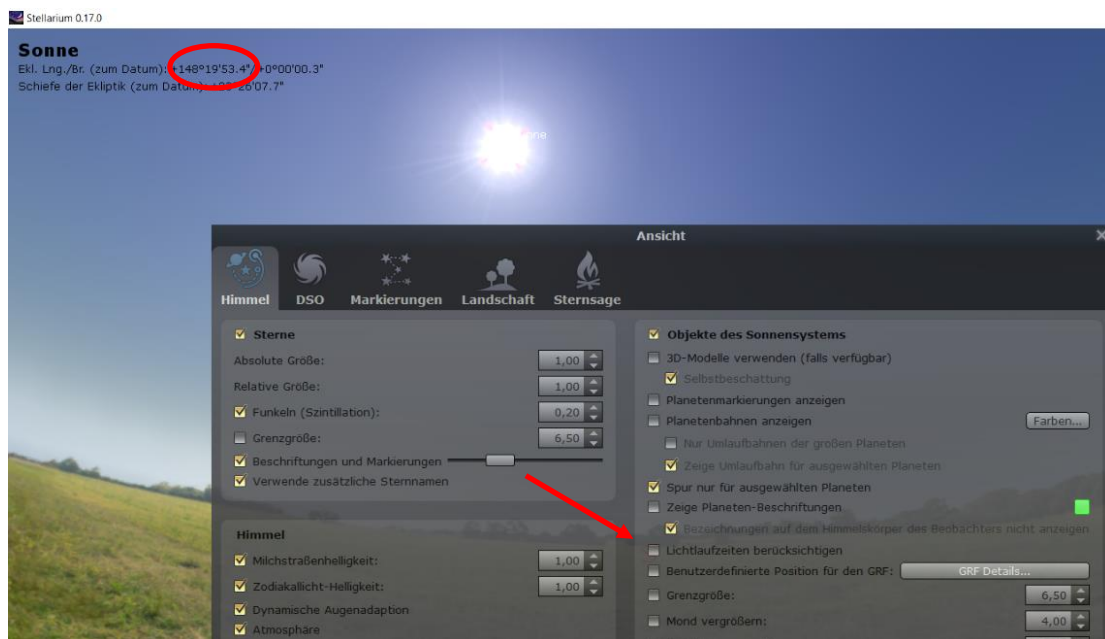 Stellarium 0.17.0
Sonne
Ekl. Lng./Br. (zum Datum): +148°19'53.4"/+0°00'00.3"
Schiefe der Ekliptik (zum Datum): 26'07.7"
Ansicht
Himmel DSO Markierungen Landschaft Sternsage
Sterne
Absolute Größe: 1,00
Relative Größe: 1,00
Funkeln (Szintillation): 0,20
Grenzgröße: 6,50
Beschriftungen und Markierungen
Verwende zusätzliche Sternnamen
Himmel
Milchstraßenhelligkeit: 1,00
Zodiakallicht-Helligkeit: 1,00
Dynamische Augenadaption
Atmosphäre
Objekte des Sonnensystems
3D-Modelle verwenden (falls verfügbar)
Selbstbeschattung
Planetenmarkierungen anzeigen
Planetenbahnen anzeigen Farben...
Nur Umlaufbahnen der großen Planeten
Zeige Umlaufbahn für ausgewählten Planeten
Spur nur für ausgewählten Planeten
Zeige Planeten-Beschriftungen
Bezeichnungen auf dem Himmelskörper des Beobachters nicht anzeigen
Lichtlaufzeiten berücksichtigen
Benutzerdefinierte Position für den GRF: GRF Details...
Grenzgröße: 6,50
Mond vergrößern: 4,00